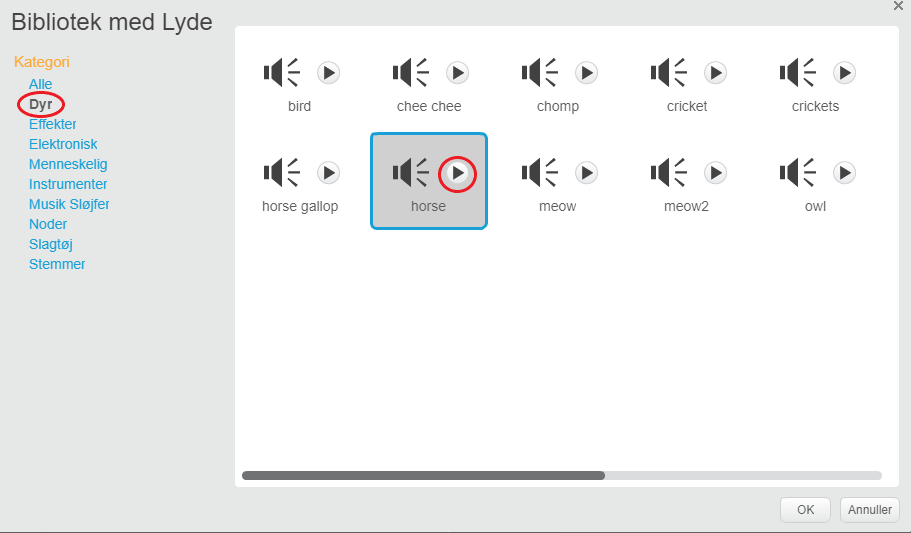 Bibliotek med Lyde
Kategori
Alle
Dyr
Effekter
Elektronisk
Menneskelig
Instrumenter
Musik Sløjfer
Noder
Slagtøj
Stemmer
bird
chee chee
chomp
cricket
crickets
horse gallop
horse
meow
meow2
owl
OK
Annuller